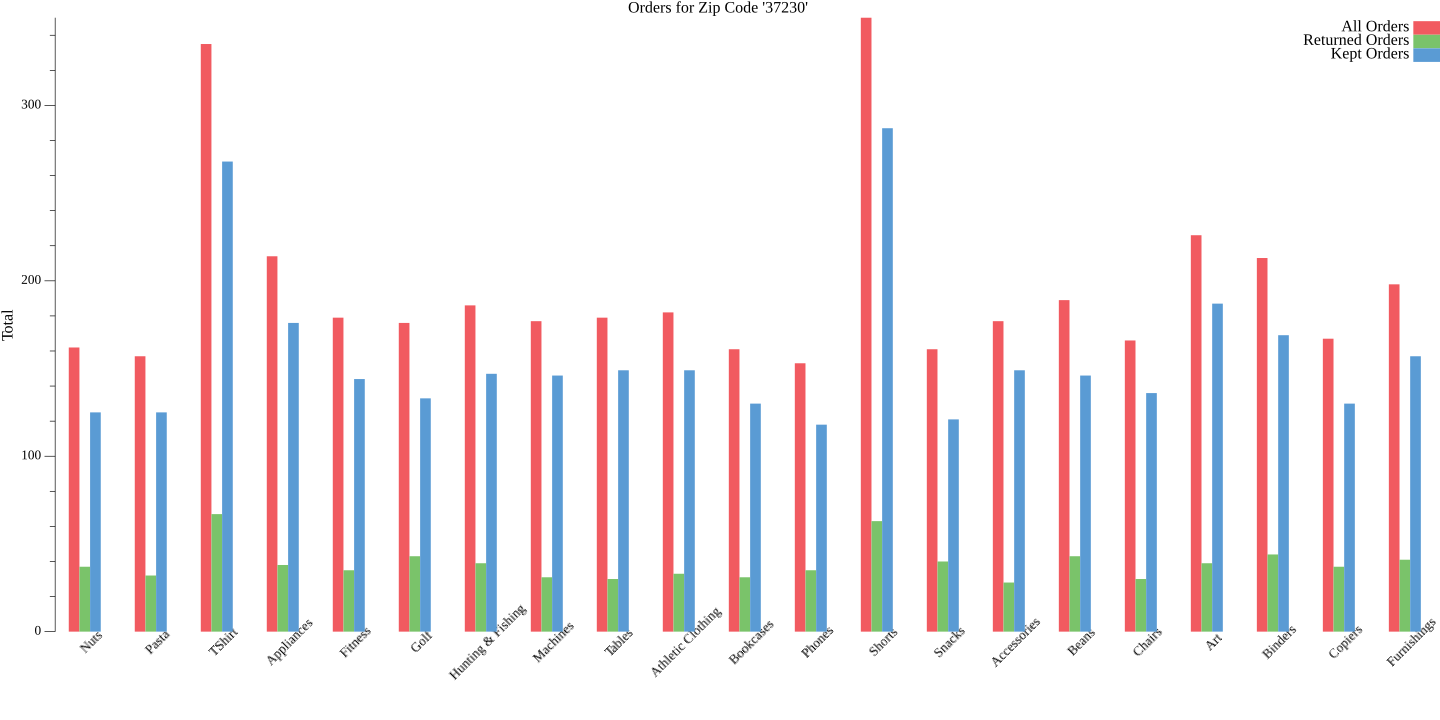 Orders for Zip Code '37230'
All Orders
Returned Orders
Kept Orders
Total
300
200
100
0
Nuts
Pasta
TShirt
Appliances
Fitness
Golf
Hunting & Fishing
Machines
Tables
Athletic Clothing
Bookcases
Phones
Shorts
Snacks
Accessories
Beans
Chairs
Art
Binders
Copiers
Furnishings